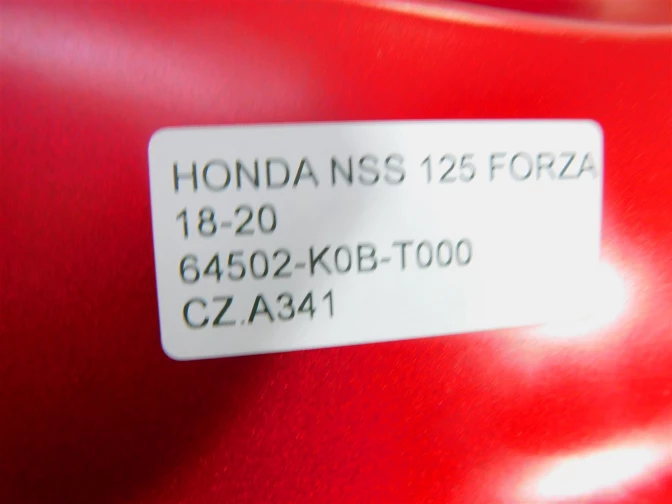 HONDA NSS 125 FORZA
18-20
64502-K0B-T000
CZ.A341